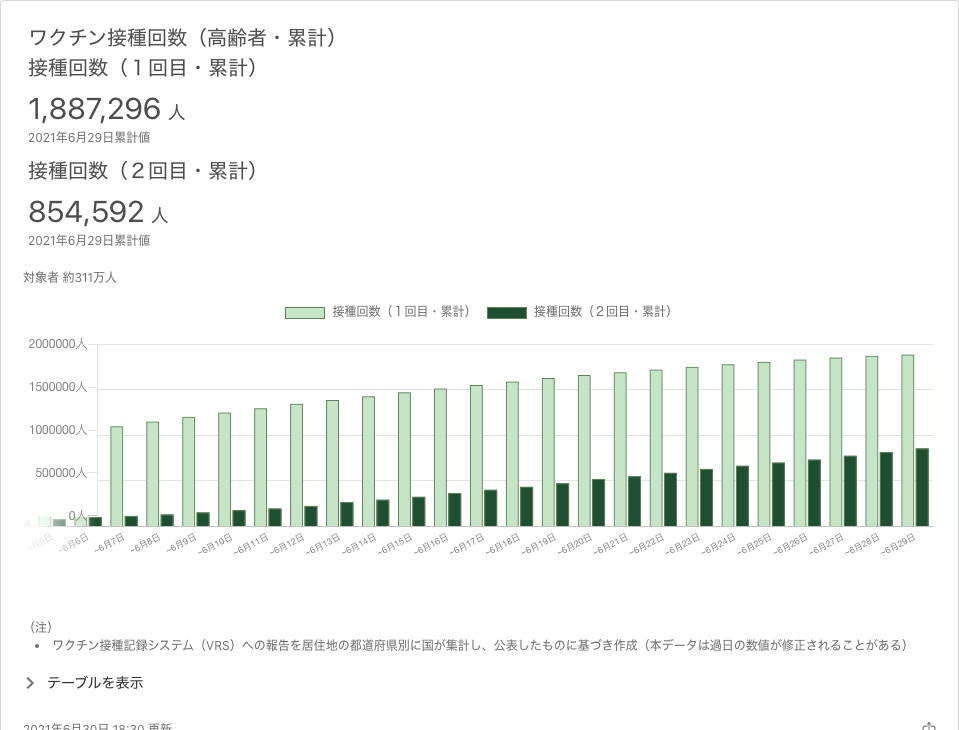 ワクチン接種回数（高齢者・累計）
接種回数（１回目・累計）
1,887,296 人
2021年6月29日累計値
接種回数（２回目・累計）
854,592 人
2021年6月29日累計値
対象者 約311万人
接種回数（１回目・累計） 接種回数（２回目・累計）
2000000人
1500000人
1000000人
500000人
0人
~6月6日 ~6月7日 ~6月8日 ~6月9日 ~6月10日 ~6月11日 ~6月12日 ~6月13日 ~6月14日 ~6月15日 ~6月16日 ~6月17日 ~6月18日 ~6月19日 ~6月20日 ~6月21日 ~6月22日 ~6月23日 ~6月24日 ~6月25日 ~6月26日 ~6月27日 ~6月28日 ~6月29日
（注）
• ワクチン接種記録システム（VRS）への報告を居住地の都道府県別に国が集計し、公表したものに基づき作成（本データは過日の数値が修正されることがある）
テーブルを表示
2021年6月30日 18:30 更新